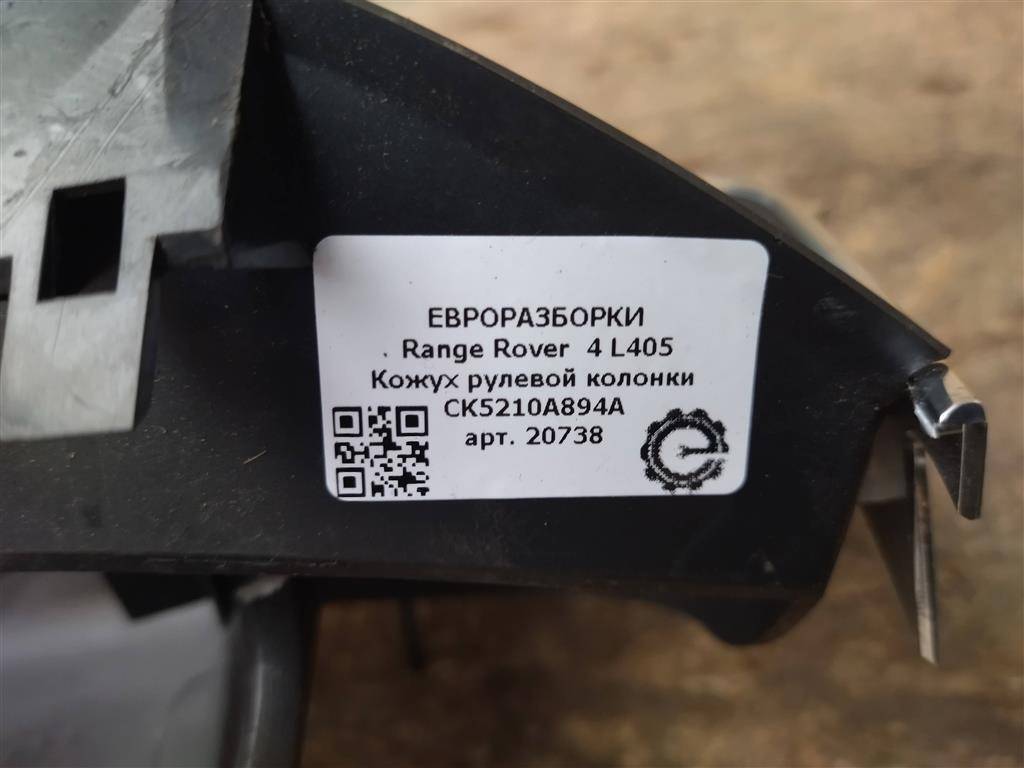 ЕВРОРАЗБОРКИ
Range Rover 4 L405
Кожух рулевой колонки
CK5210A894A
арт. 20738